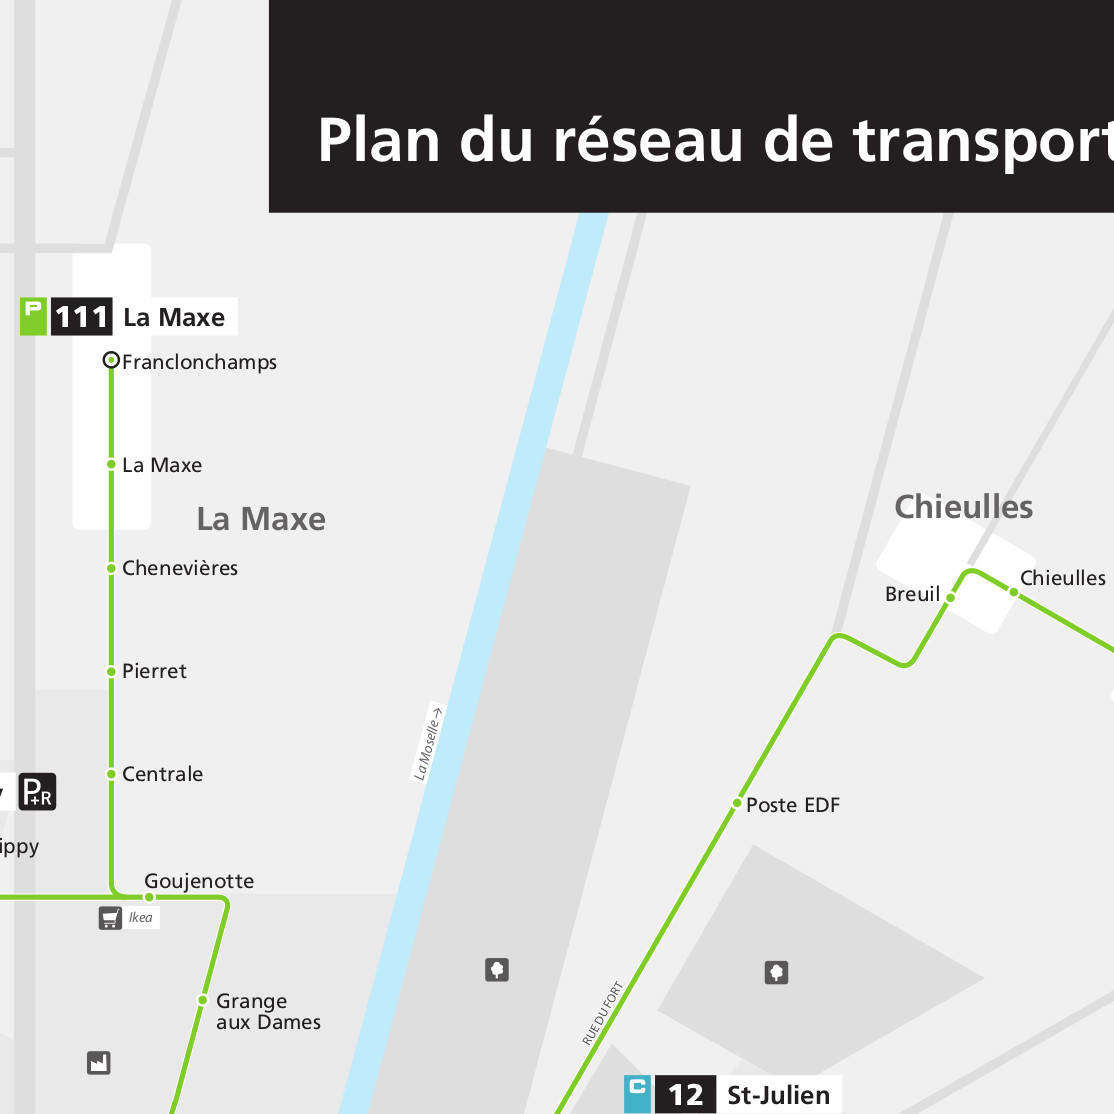 Plan du réseau de transport
P 111 La Maxe
Franclonchamps
La Maxe
La Maxe
Chieulles
Chenevières
Chieulles
Breuil
Pierret
La Moselle →
Centrale
P+R
Poste EDF
ippy
Goujenotte
Ikea
Grange
aux Dames
RUE DU FORT
C 12 St-Julien